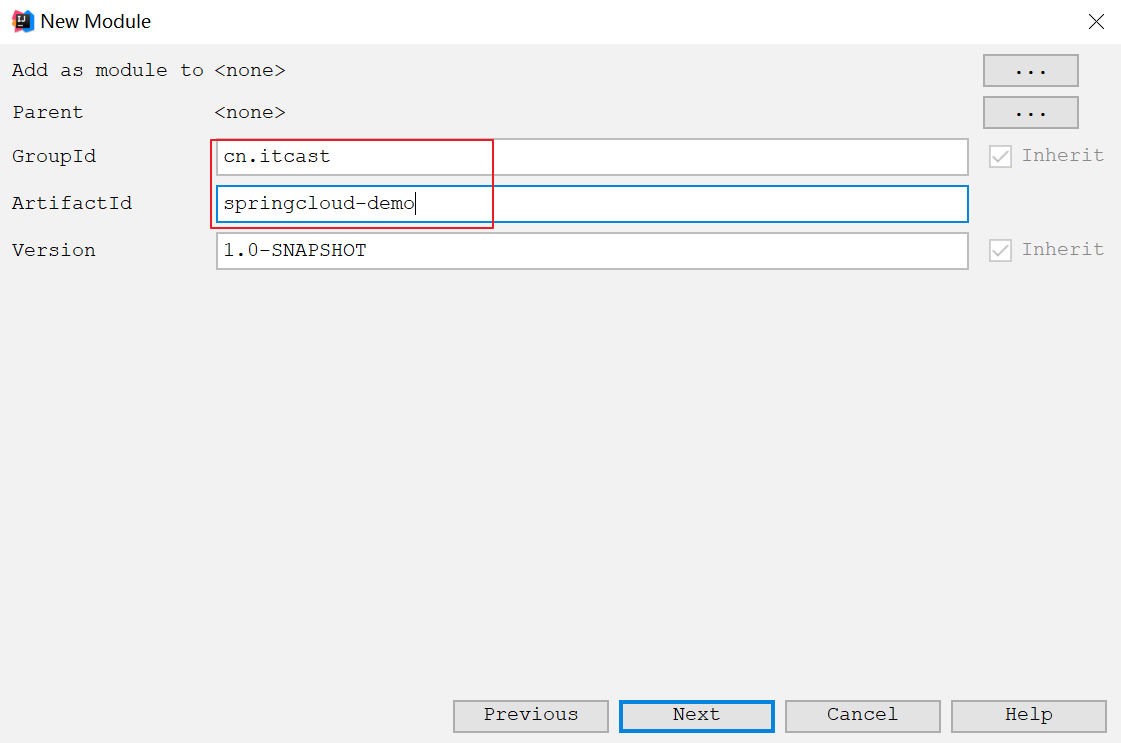 New Module
Add as module to <none>
...
Parent <none>
...
GroupId cn.itcast Inherit
ArtifactId springcloud-demo
Version 1.0-SNAPSHOT Inherit
Previous Next Cancel Help